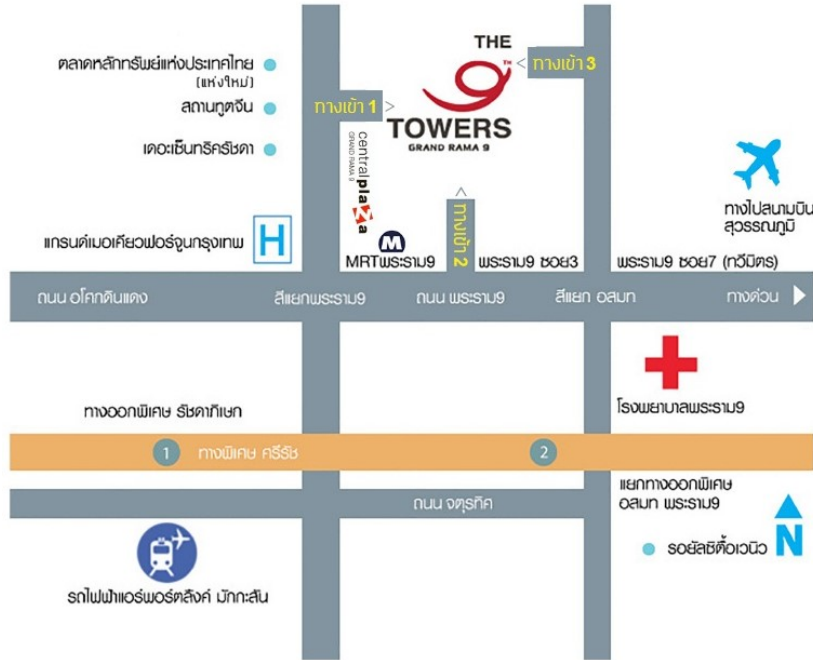 THE
9
TM
TOWERS
GRAND RAMA 9
ทางเข้า 3
ตลาดหลักทรัพย์แห่งประเทศไทย
(แห่งใหม่)
สถานทูตจีน
เดอะเซ็นทริครัชดา
ทางเข้า 1
centralplaza
GRAND RAMA 9
ทางเข้า 2
ทางไปสนามบิน
สุวรรณภูมิ
แกรนด์เมอเคียวฟอร์จูนกรุงเทพ
H
M
MRTพระราม9
พระราม9 ซอย3
พระราม9 ซอย7 (ทวีมิตร)
ถนน อโศกดินแดง
สี่แยกพระราม9
ถนน พระราม9
สี่แยก อสมท
ทางด่วน
โรงพยาบาลพระราม9
ทางออกพิเศษ รัชดาภิเษก
1
ทางพิเศษ ศรีรัช
2
แยกทางออกพิเศษ
อสมท พระราม9
ถนน จตุรทิศ
รอยัลซิตี้อเวนิว
N
รถไฟฟ้าแอร์พอร์ตลิงค์ มักกะสัน